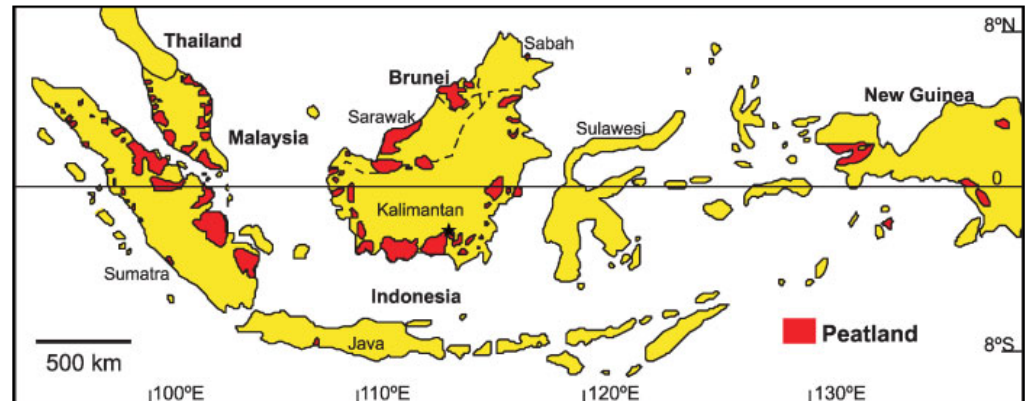 8ºN
Thailand
Sabah
Brunei
New Guinea
Sarawak
Sulawesi
Malaysia
0
Kalimantan
Sumatra
Indonesia
Peatland
Java
500 km
8ºS
100ºE
110ºE
120ºE
130ºE